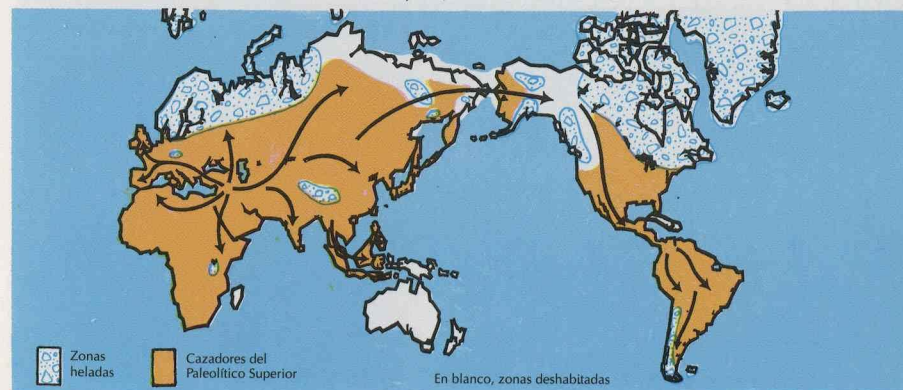 Zonas
heladas
Cazadores del
Paleolítico Superior
En blanco, zonas deshabitadas